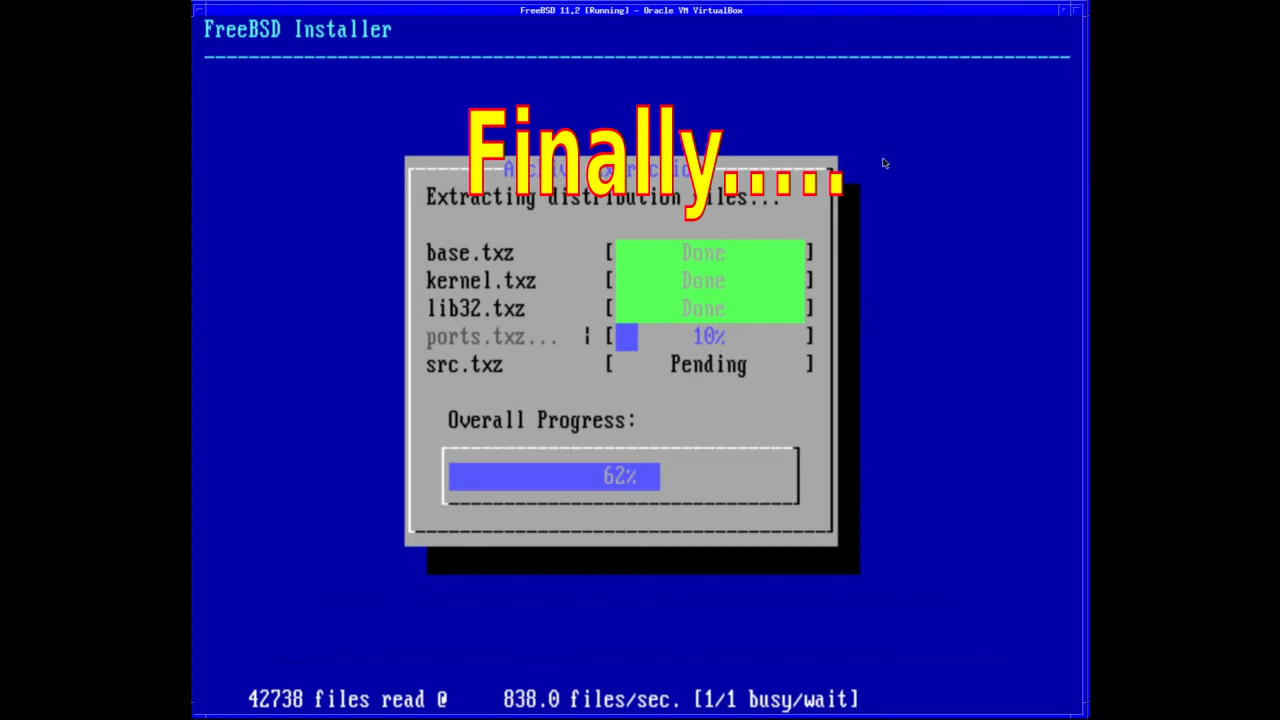 FreeBSD 11.2 [Running] - Oracle VM VirtualBox
FreeBSD Installer
Finally.....
Archive Extraction
Extracting distribution files...
base.txz [ Done ]
kernel.txz [ Done ]
lib32.txz [ Done ]
ports.txz... ¦ [ 10% ]
src.txz [ Pending ]
Overall Progress:
62%
42738 files read @ 838.0 files/sec. [1/1 busy/wait]